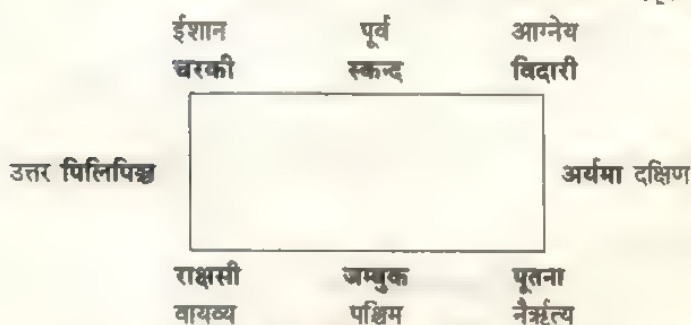 ईशान पूर्व आग्नेय
चरकी स्कन्द विदारी
उत्तर पिलिपिञ्छ अर्यमा दक्षिण
राक्षसी जम्बुक पूतना
वायव्य पश्चिम नैर्ऋत्य